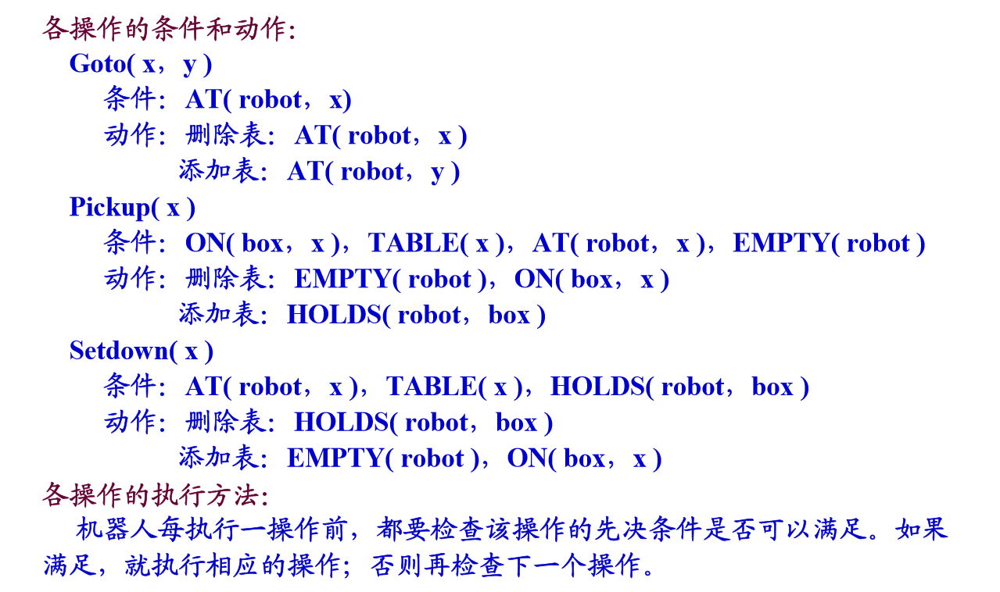 各操作的条件和动作：
Goto( x，y )
条件：AT( robot，x)
动作：删除表：AT( robot，x )
添加表：AT( robot，y )
Pickup( x )
条件：ON( box，x )，TABLE( x )，AT( robot，x )，EMPTY( robot )
动作：删除表：EMPTY( robot )，ON( box，x )
添加表：HOLDS( robot，box )
Setdown( x )
条件：AT( robot，x )，TABLE( x )，HOLDS( robot，box )
动作：删除表：HOLDS( robot，box )
添加表：EMPTY( robot )，ON( box，x )
各操作的执行方法：
机器人每执行一操作前，都要检查该操作的先决条件是否可以满足。如果
满足，就执行相应的操作；否则再检查下一个操作。